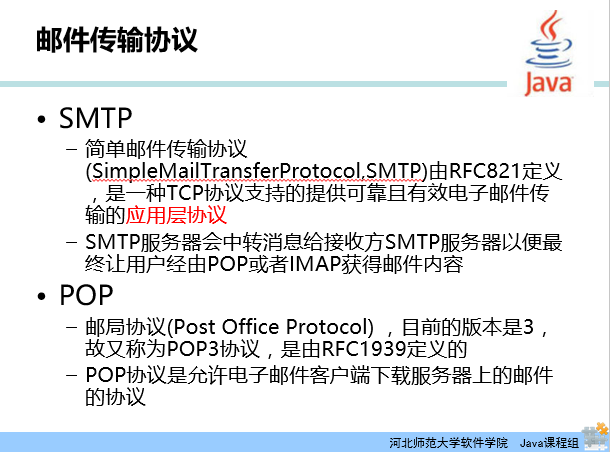 邮件传输协议
Java
• SMTP
– 简单邮件传输协议
(SimpleMailTransferProtocol,SMTP)由RFC821定义
，是一种TCP协议支持的提供可靠且有效电子邮件传
输的应用层协议
– SMTP服务器会中转消息给接收方SMTP服务器以便最
终让用户经由POP或者IMAP获得邮件内容
• POP
– 邮局协议(Post Office Protocol) ，目前的版本是3，
故又称为POP3协议，是由RFC1939定义的
– POP协议是允许电子邮件客户端下载服务器上的邮件
的协议
河北师范大学软件学院 Java课程组